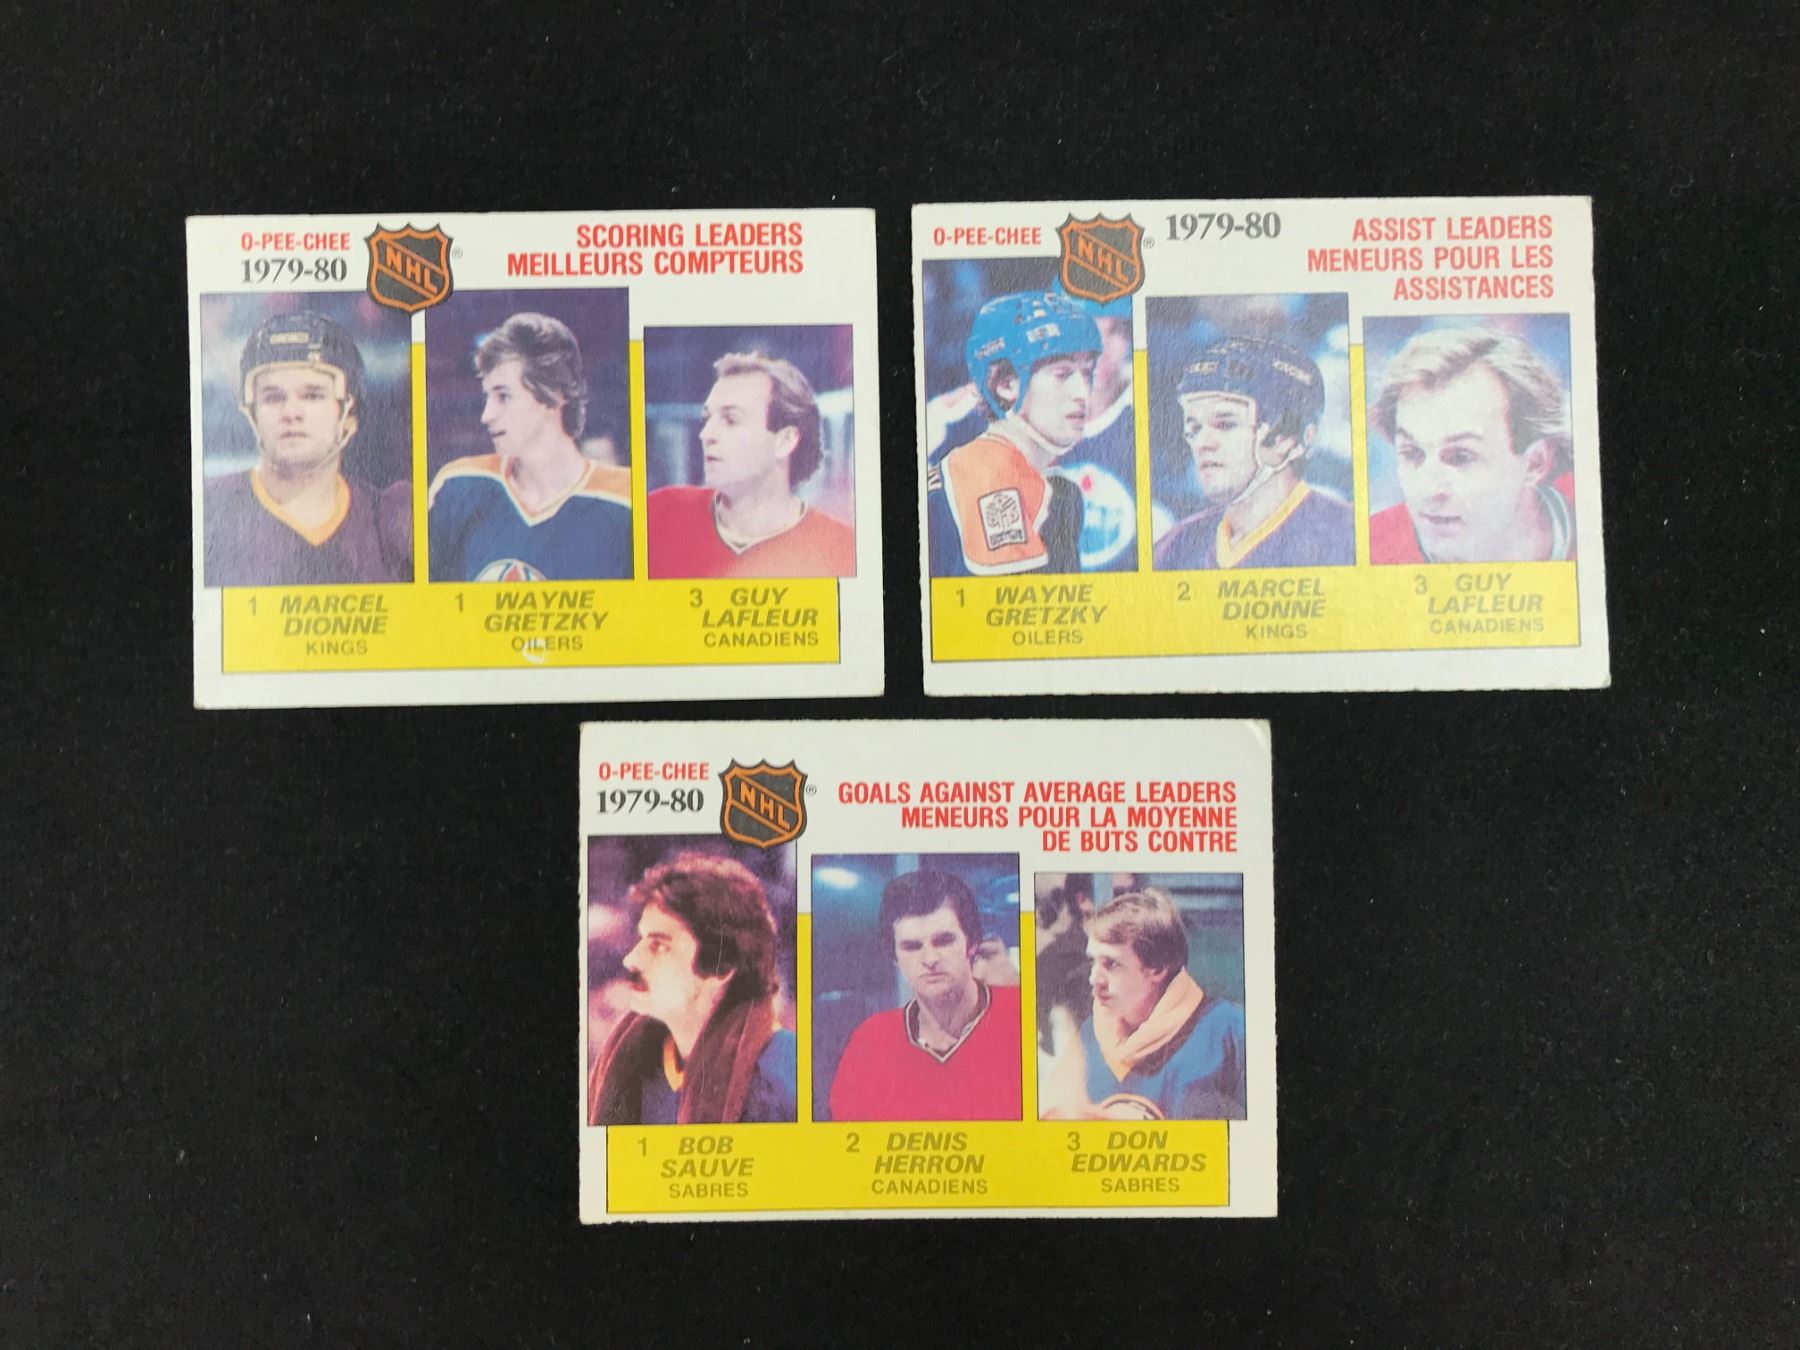 O-PEE-CHEE
1979-80
NHL
®
SCORING LEADERS
MEILLEURS COMPTEURS
1 MARCEL
DIONNE
KINGS
1 WAYNE
GRETZKY
OILERS
3 GUY
LAFLEUR
CANADIENS
O-PEE-CHEE
NHL
®
1979-80
ASSIST LEADERS
MENEURS POUR LES
ASSISTANCES
1 WAYNE
GRETZKY
OILERS
2 MARCEL
DIONNE
KINGS
3 GUY
LAFLEUR
CANADIENS
O-PEE-CHEE
1979-80
NHL
®
GOALS AGAINST AVERAGE LEADERS
MENEURS POUR LA MOYENNE
DE BUTS CONTRE
1 BOB
SAUVE
SABRES
2 DENIS
HERRON
CANADIENS
3 DON
EDWARDS
SABRES